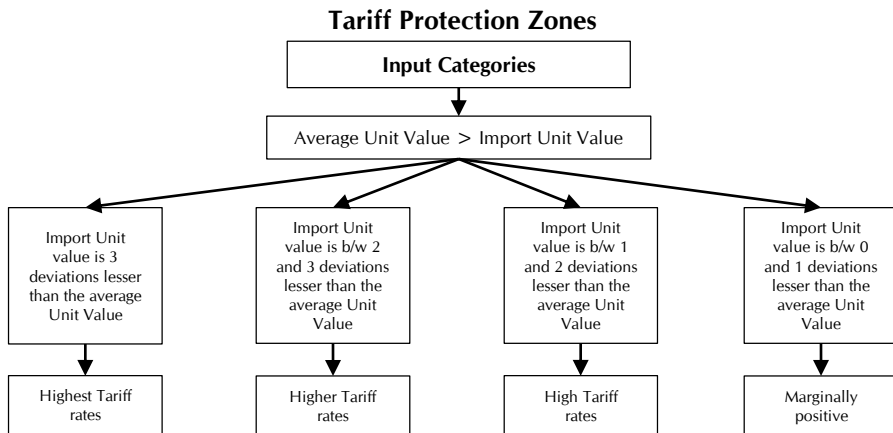 Tariff Protection Zones
Input Categories
Average Unit Value > Import Unit Value
Import Unit
value is 3
deviations lesser
than the average
Unit Value
Import Unit
value is b/w 2
and 3 deviations
lesser than the
average Unit
Value
Import Unit
value is b/w 1
and 2 deviations
lesser than the
average Unit
Value
Import Unit
value is b/w 0
and 1 deviations
lesser than the
average Unit
Value
Highest Tariff
rates
Higher Tariff
rates
High Tariff
rates
Marginally
positive